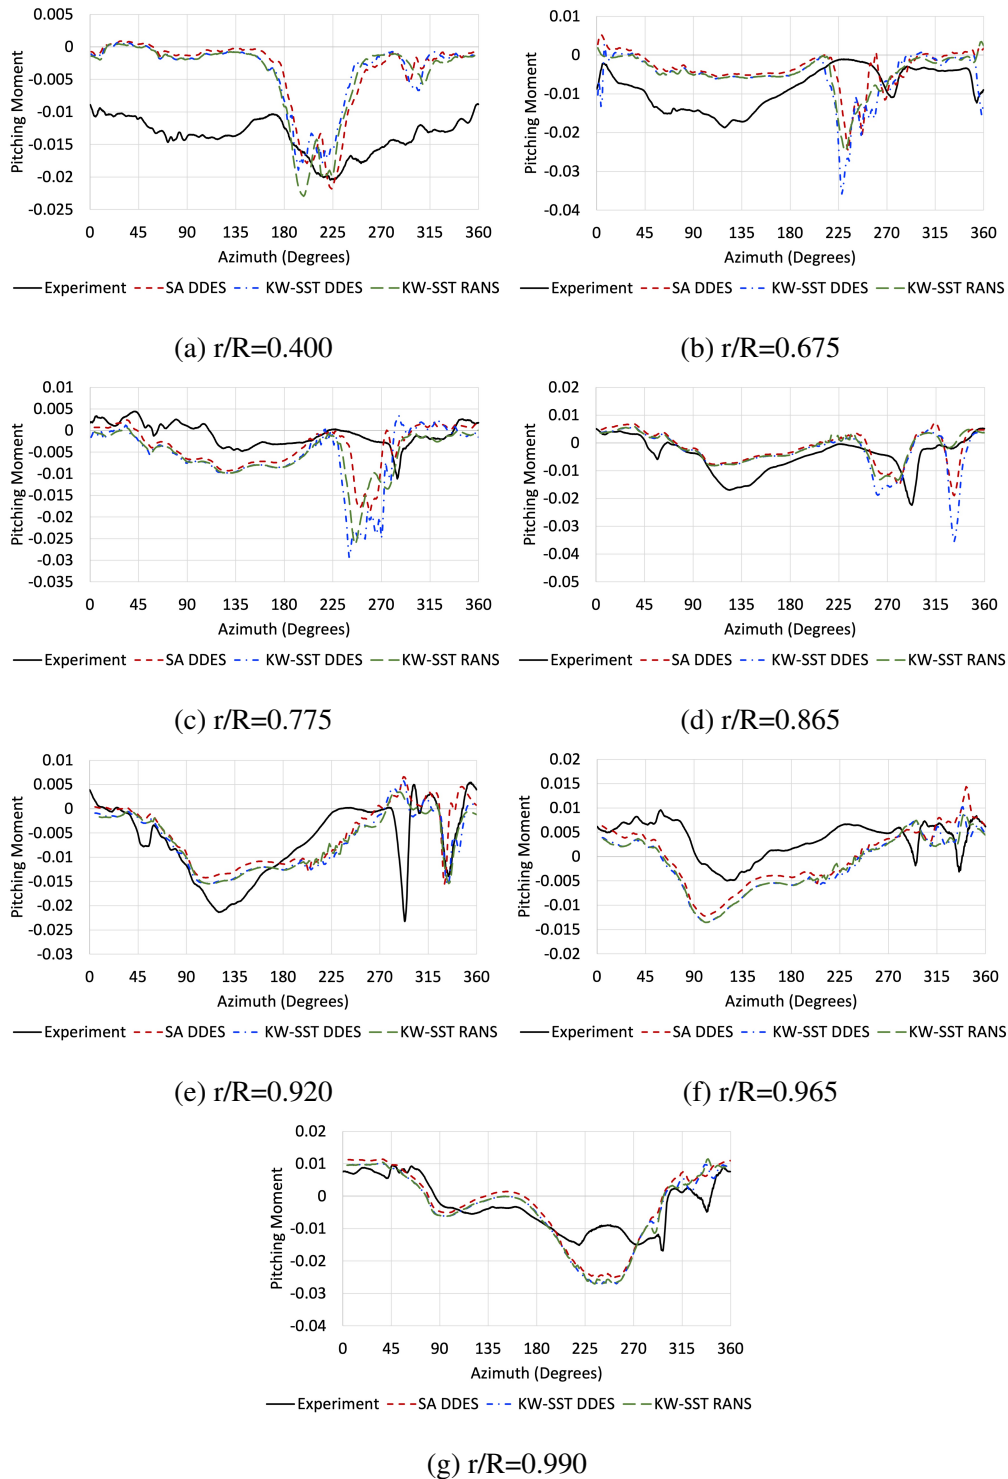 0.005
0
-0.005
-0.01
-0.015
-0.02
-0.025
Pitching Moment
0 45 90 135 180 225 270 315 360
Azimuth (Degrees)
Experiment SA DDES KW-SST DDES KW-SST RANS
(a) r/R=0.400
0.01
0
-0.01
-0.02
-0.03
-0.04
Pitching Moment
0 45 90 135 180 225 270 315 360
Azimuth (Degrees)
Experiment SA DDES KW-SST DDES KW-SST RANS
(b) r/R=0.675
0.01
0.005
0
-0.005
-0.01
-0.015
-0.02
-0.025
-0.03
-0.035
Pitching Moment
0 45 90 135 180 225 270 315 360
Azimuth (Degrees)
Experiment SA DDES KW-SST DDES KW-SST RANS
(c) r/R=0.775
0.02
0.01
0
-0.01
-0.02
-0.03
-0.04
-0.05
Pitching Moment
0 45 90 135 180 225 270 315 360
Azimuth (Degrees)
Experiment SA DDES KW-SST DDES KW-SST RANS
(d) r/R=0.865
0.01
0.005
0
-0.005
-0.01
-0.015
-0.02
-0.025
-0.03
Pitching Moment
0 45 90 135 180 225 270 315 360
Azimuth (Degrees)
Experiment SA DDES KW-SST DDES KW-SST RANS
(e) r/R=0.920
0.02
0.015
0.01
0.005
0
-0.005
-0.01
-0.015
-0.02
Pitching Moment
0 45 90 135 180 225 270 315 360
Azimuth (Degrees)
Experiment SA DDES KW-SST DDES KW-SST RANS
(f) r/R=0.965
0.02
0.01
0
-0.01
-0.02
-0.03
-0.04
Pitching Moment
0 45 90 135 180 225 270 315 360
Azimuth (Degrees)
Experiment SA DDES KW-SST DDES KW-SST RANS
(g) r/R=0.990